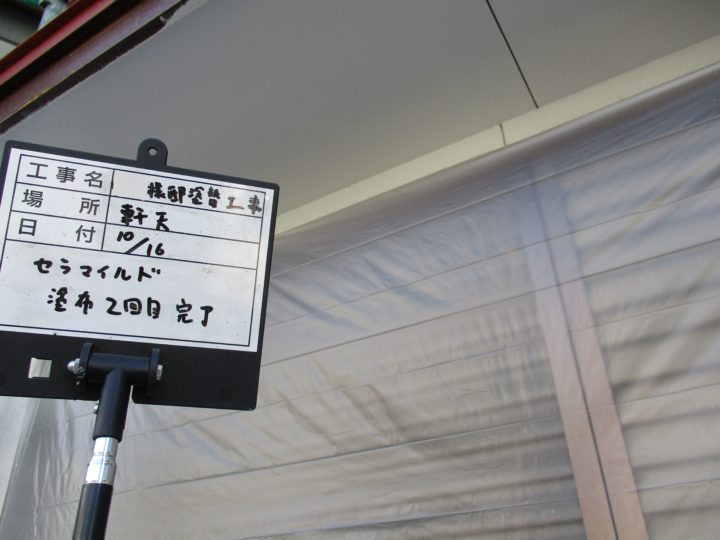 工事名 様邸塗替工事
場所 軒天
日付 10/16
セラマイルド
塗布2回目 完了